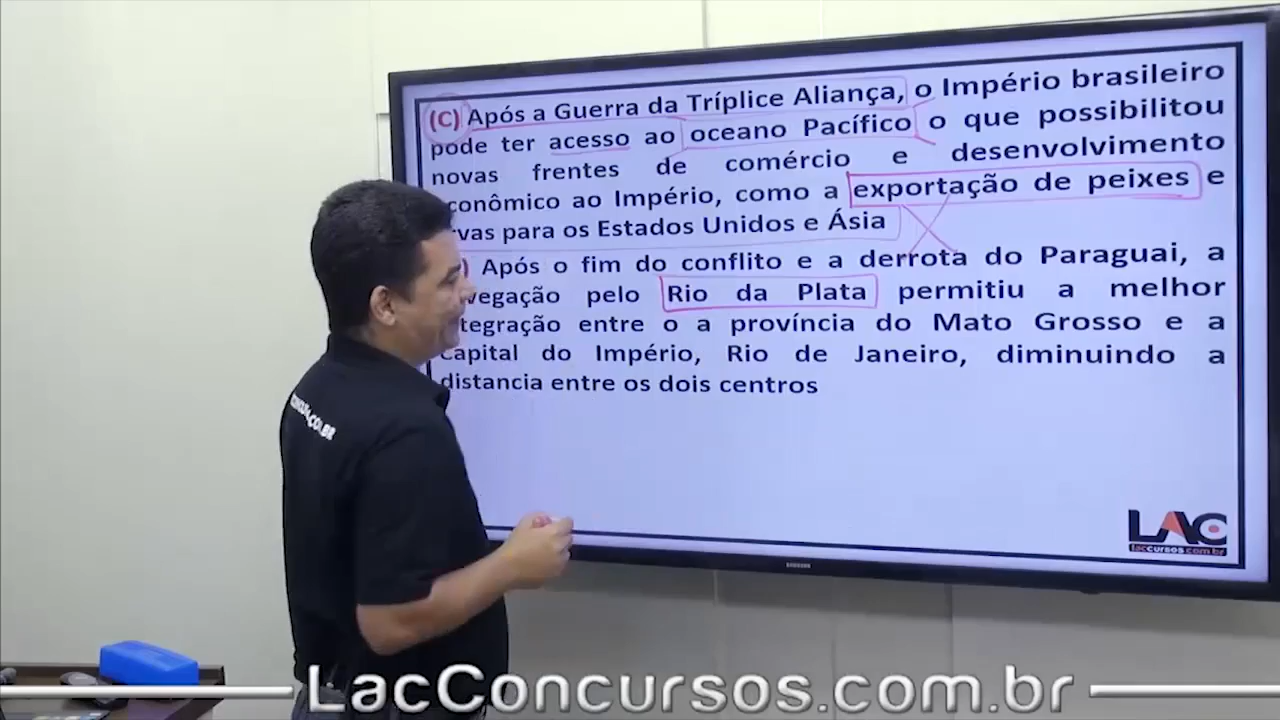 (C) Após a Guerra da Tríplice Aliança, o Império brasileiro
pode ter acesso ao oceano Pacífico o que possibilitou
novas frentes de comércio e desenvolvimento
conômico ao Império, como a exportação de peixes e
vas para os Estados Unidos e Ásia
) Após o fim do conflito e a derrota do Paraguai, a
vegação pelo Rio da Plata permitiu a melhor
tegração entre o a província do Mato Grosso e a
capital do Império, Rio de Janeiro, diminuindo a
distancia entre os dois centros
LAC
laccursos.com.br
SAMSUNG
LacConcursos.com.br